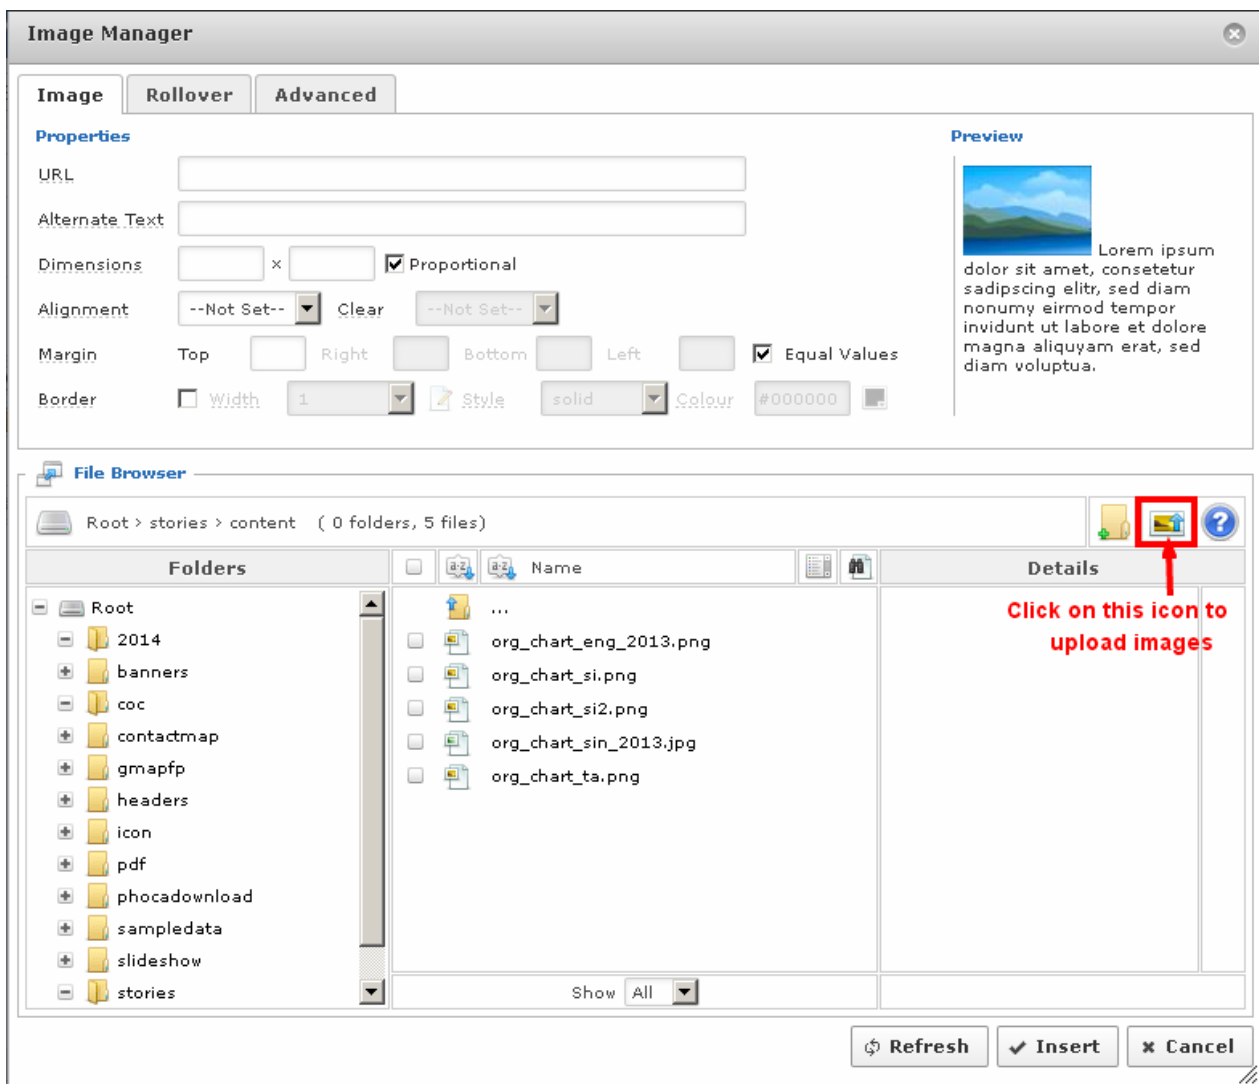 Image Manager
Image Rollover Advanced
Properties
URL
Alternate Text
Dimensions × Proportional
Alignment --Not Set-- Clear --Not Set--
Margin Top Right Bottom Left Equal Values
Border Width 1 Style solid Colour #000000
Preview
Lorem ipsum
dolor sit amet, consetetur
sadipscing elitr, sed diam
nonumy eirmod tempor
invidunt ut labore et dolore
magna aliquyam erat, sed
diam voluptua.
File Browser
Root > stories > content ( 0 folders, 5 files)
Folders a-z a-z Name Details
Root
2014
banners
coc
contactmap
gmapfp
headers
icon
pdf
phocadownload
sampledata
slideshow
stories
...
org_chart_eng_2013.png
org_chart_si.png
org_chart_si2.png
org_chart_sin_2013.jpg
org_chart_ta.png
Show All
Click on this icon to
upload images
Refresh Insert Cancel